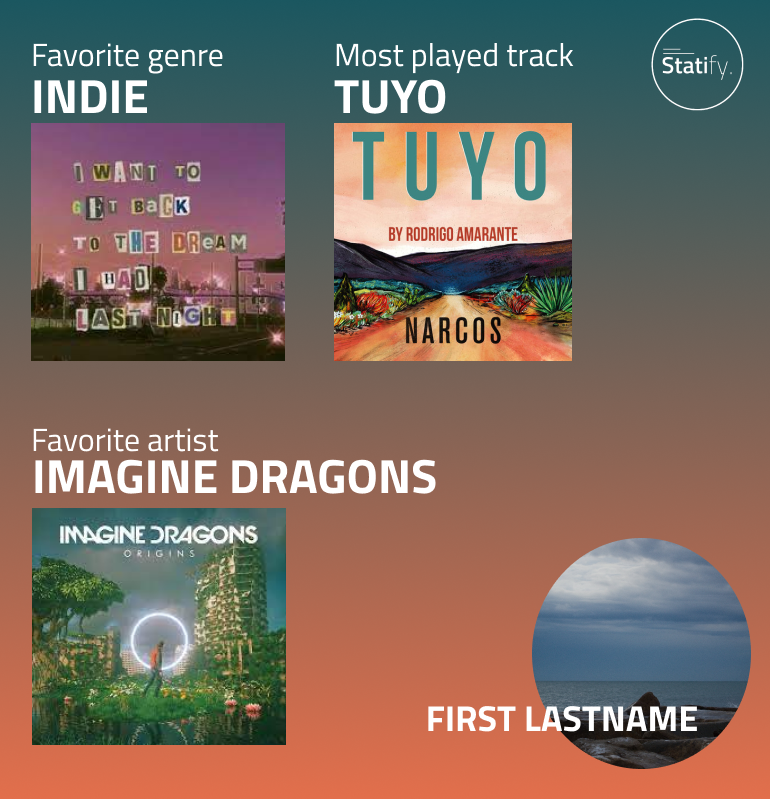 Favorite genre
INDIE
I WANT TO
GET BaCK
TO THE DREAM
I HAD
LAST NIGHT
Most played track
TUYO
TUYO
BY RODRIGO AMARANTE
NARCOS
Statify.
Favorite artist
IMAGINE DRAGONS
IMAGINE DRAGONS
ORIGINS
FIRST LASTNAME